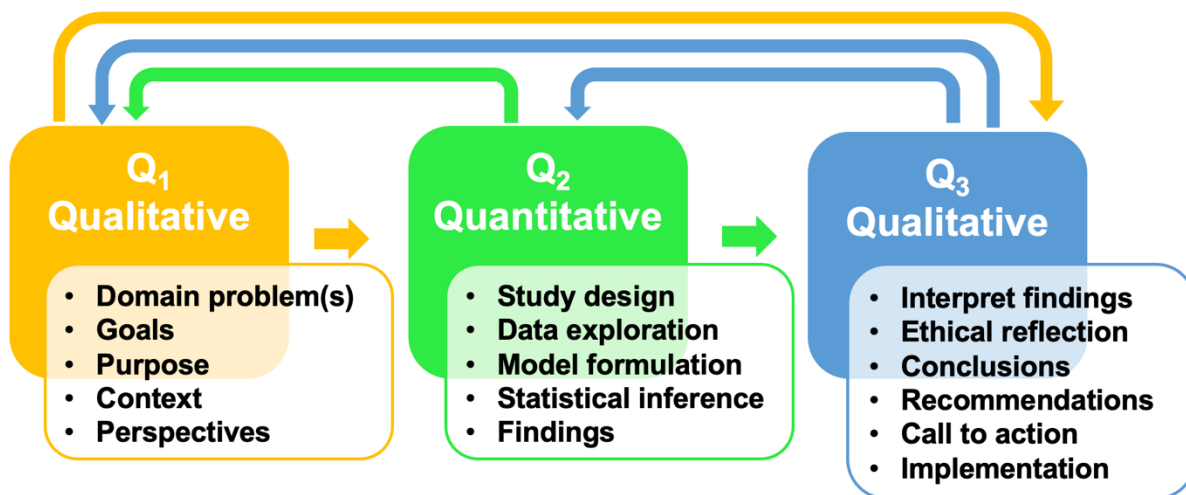 Q₁
Qualitative
• Domain problem(s)
• Goals
• Purpose
• Context
• Perspectives
Q₂
Quantitative
• Study design
• Data exploration
• Model formulation
• Statistical inference
• Findings
Q₃
Qualitative
• Interpret findings
• Ethical reflection
• Conclusions
• Recommendations
• Call to action
• Implementation